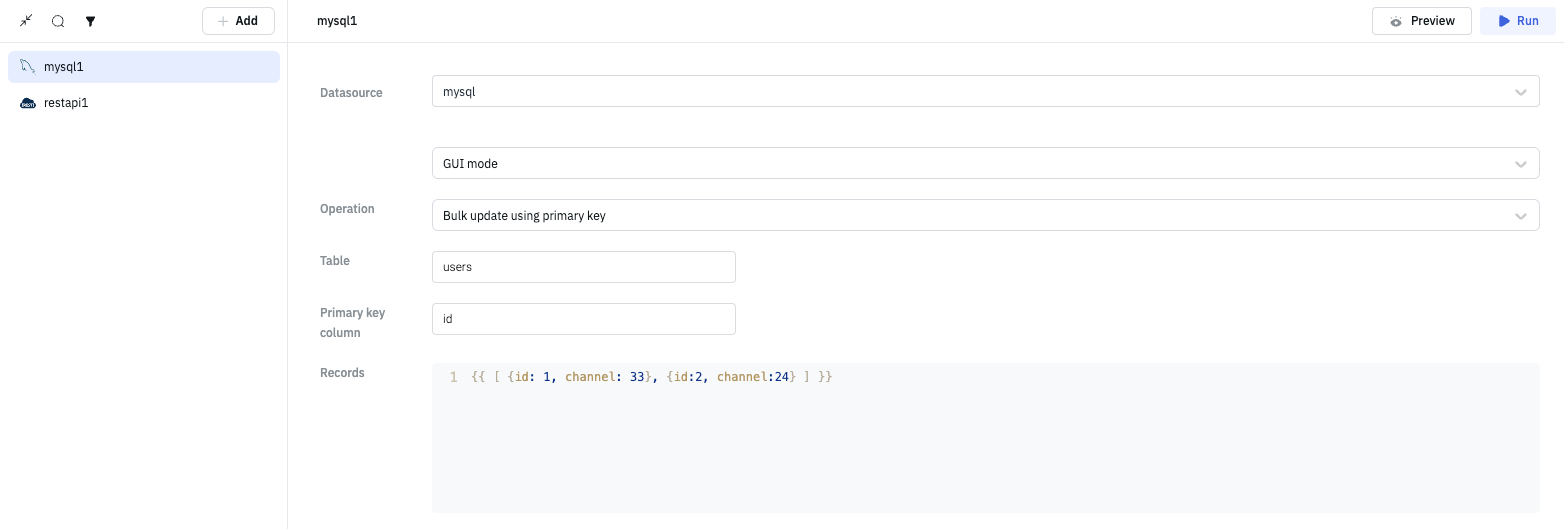 Add
mysql1
Preview
Run
mysql1
restapi1
Datasource
mysql
GUI mode
Operation
Bulk update using primary key
Table
users
Primary key
column
id
Records
1 {{ [ {id: 1, channel: 33}, {id:2, channel:24} ] }}